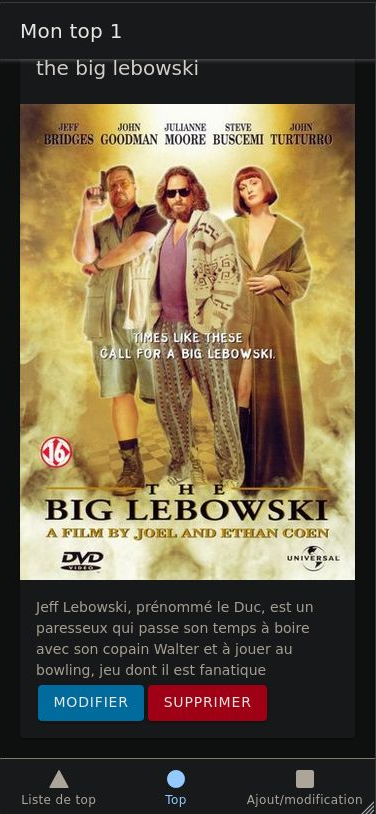 Mon top 1
the big lebowski
JEFF BRIDGES JOHN GOODMAN JULIANNE MOORE STEVE BUSCEMI JOHN TURTURRO
TIMES LIKE THESE
CALL FOR A BIG LEBOWSKI.
16
THE
BIG LEBOWSKI
A FILM BY JOEL AND ETHAN COEN
DVD VIDEO UNIVERSAL
Jeff Lebowski, prénommé le Duc, est un
paresseux qui passe son temps à boire
avec son copain Walter et à jouer au
bowling, jeu dont il est fanatique
MODIFIER SUPPRIMER
Liste de top Top Ajout/modification